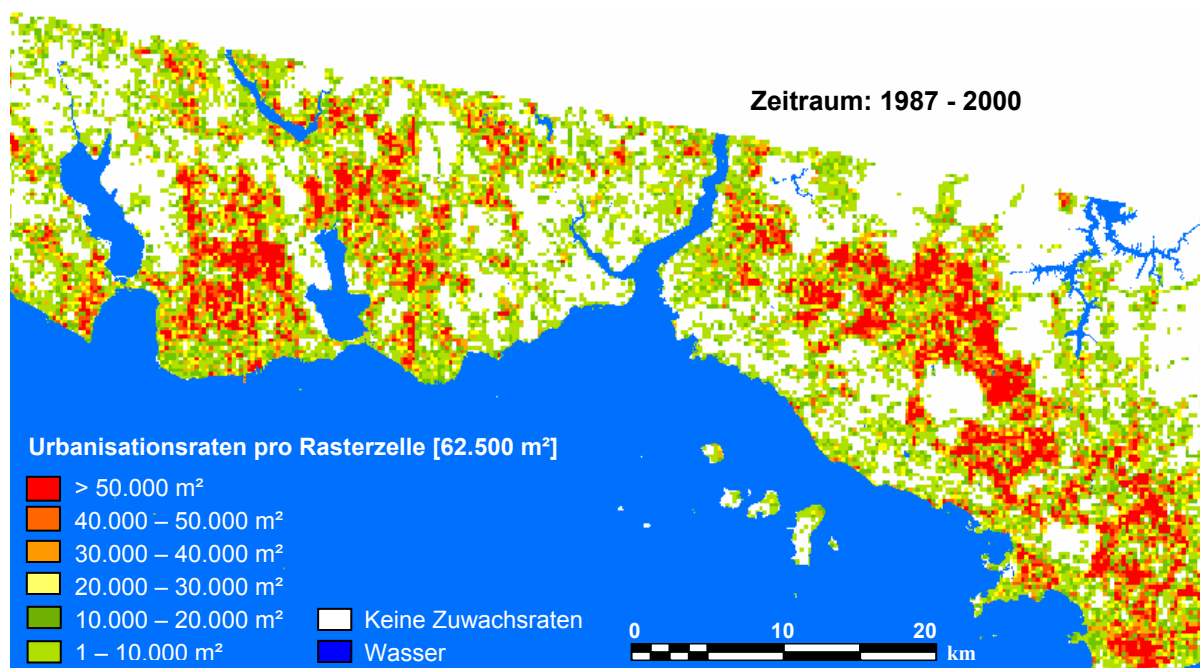 Zeitraum: 1987 - 2000
Urbanisationsraten pro Rasterzelle [62.500 m²]
> 50.000 m²
40.000 – 50.000 m²
30.000 – 40.000 m²
20.000 – 30.000 m²
10.000 – 20.000 m²
1 – 10.000 m²
Keine Zuwachsraten
Wasser
0 10 20
km